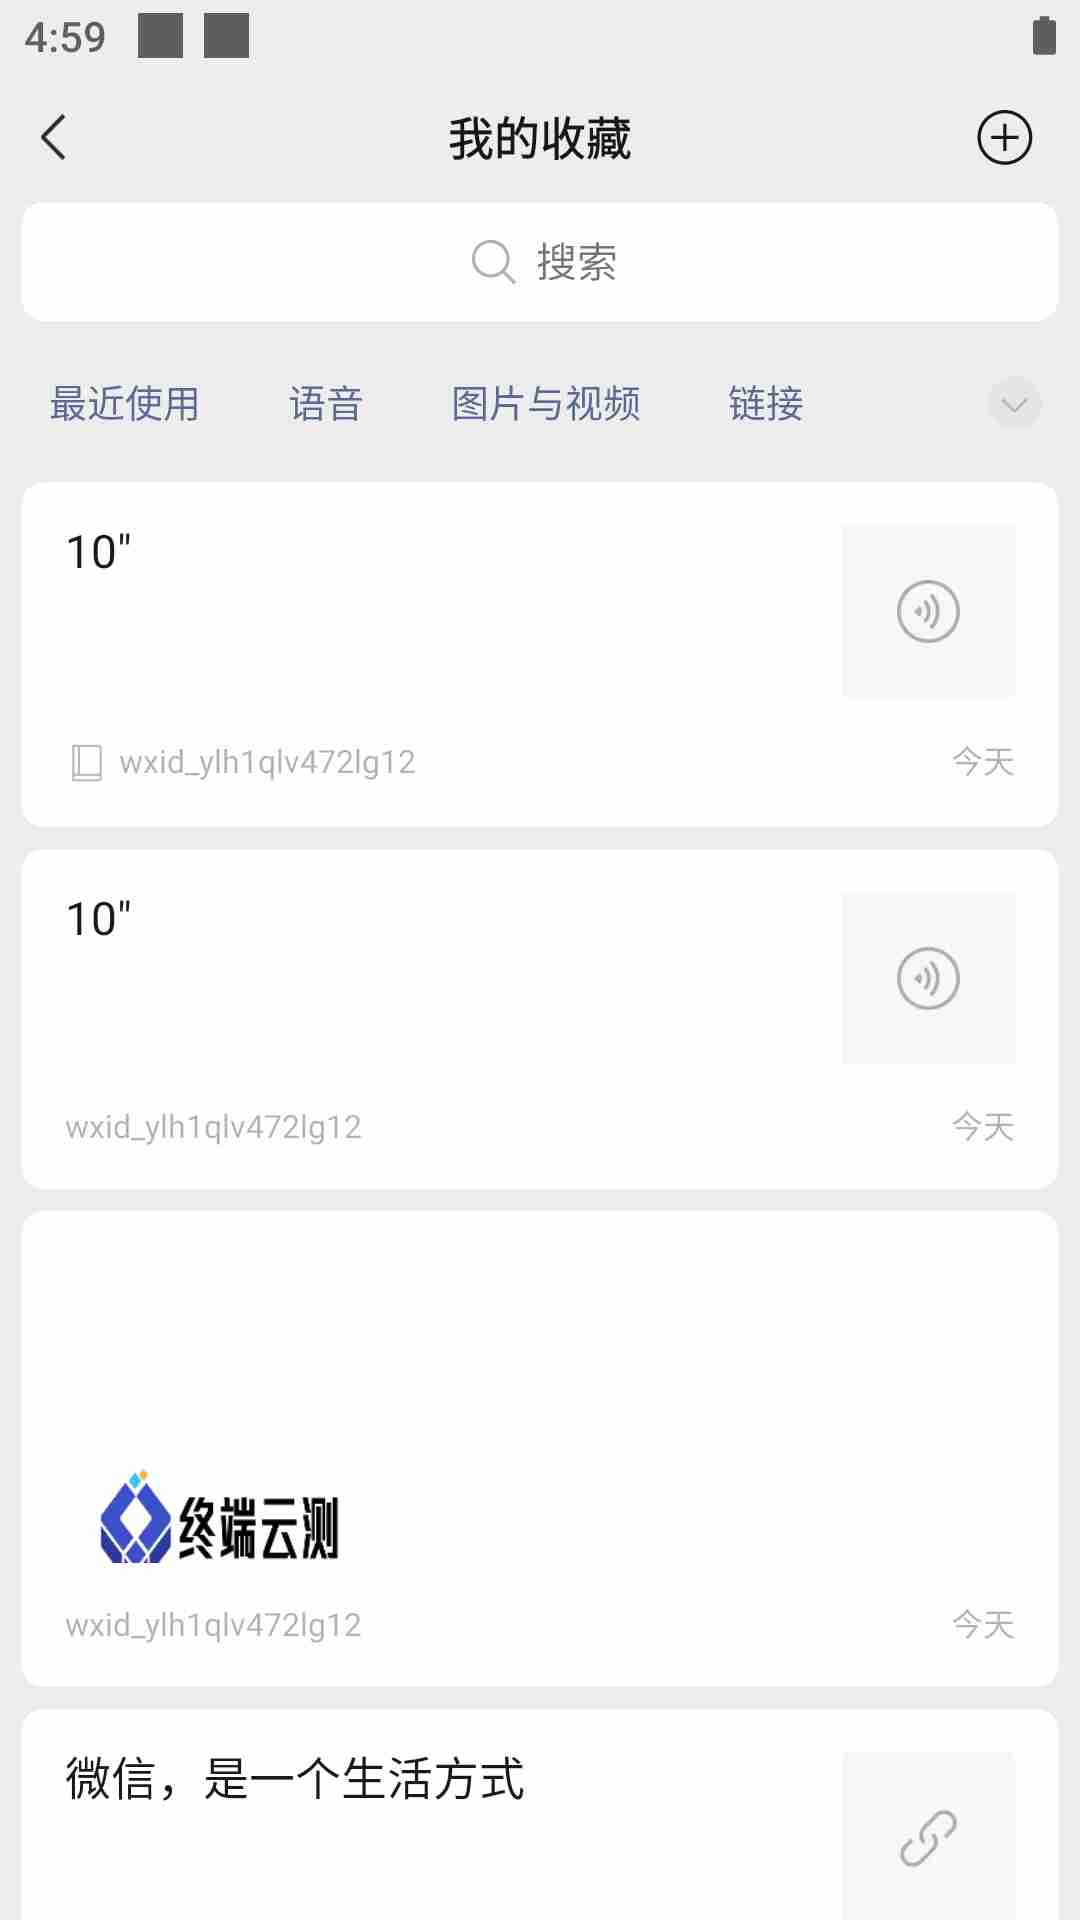 4:59
我的收藏
搜索
最近使用 语音 图片与视频 链接
10"
wxid_ylh1qlv472lg12 今天
10"
wxid_ylh1qlv472lg12 今天
终端云测
wxid_ylh1qlv472lg12 今天
微信，是一个生活方式